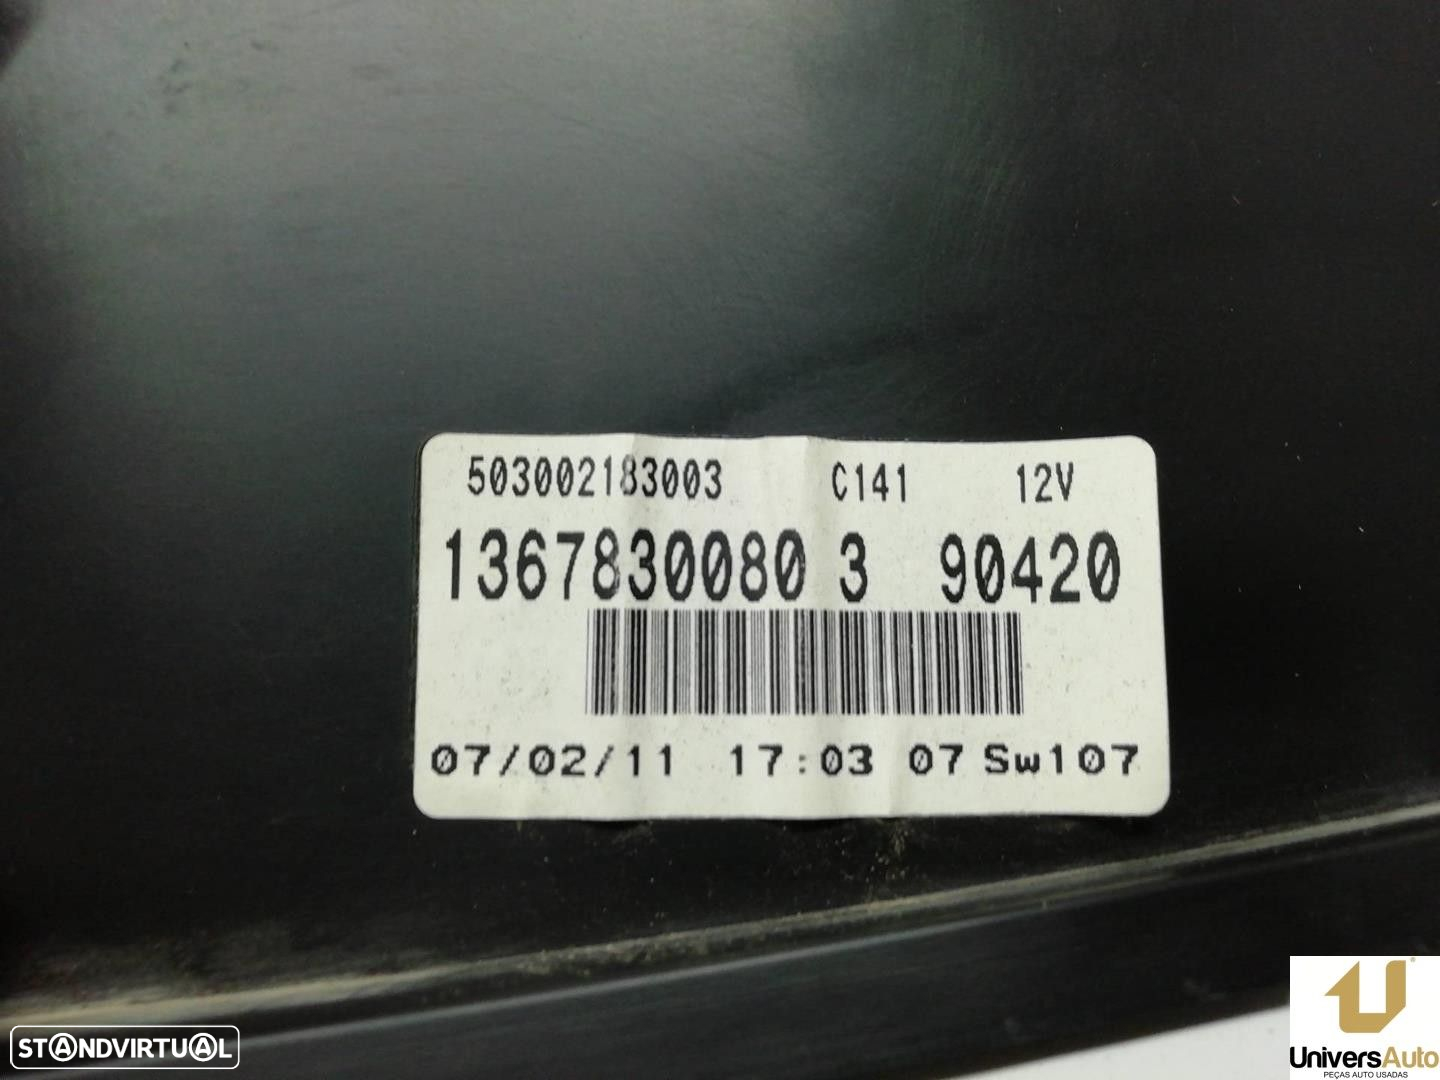 503002183003 C141 12V
1367830080 3 90420
07/02/11 17:03 07 Sw107
STANDVIRTUAL
UniversAuto
PEÇAS AUTO USADAS